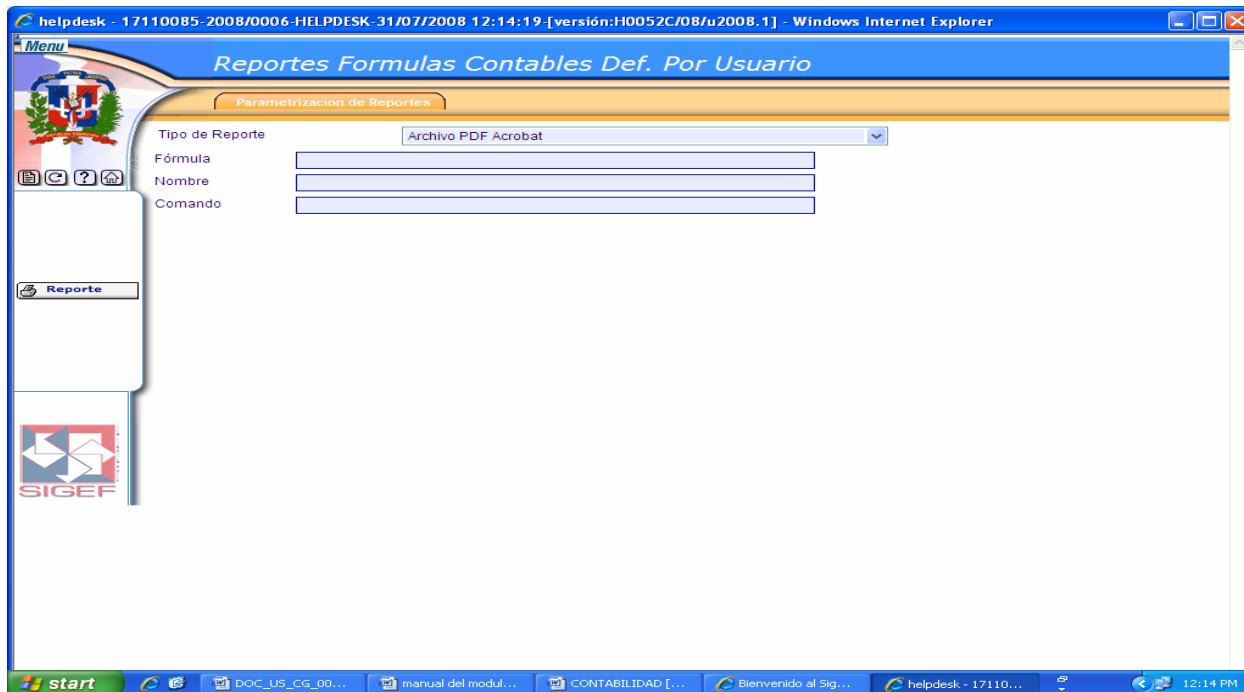 helpdesk - 17110085-2008/0006-HELPDESK-31/07/2008 12:14:19-[versión:H0052C/08/u2008.1] - Windows Internet Explorer
Menu
Reportes Formulas Contables Def. Por Usuario
Parametrizacion de Reportes
Tipo de Reporte Archivo PDF Acrobat
Fórmula
Nombre
Comando
Reporte
SIGEF
start DOC_US_CG_00... manual del modul... CONTABILIDAD [... Bienvenido al Sig... helpdesk - 17110... 12:14 PM